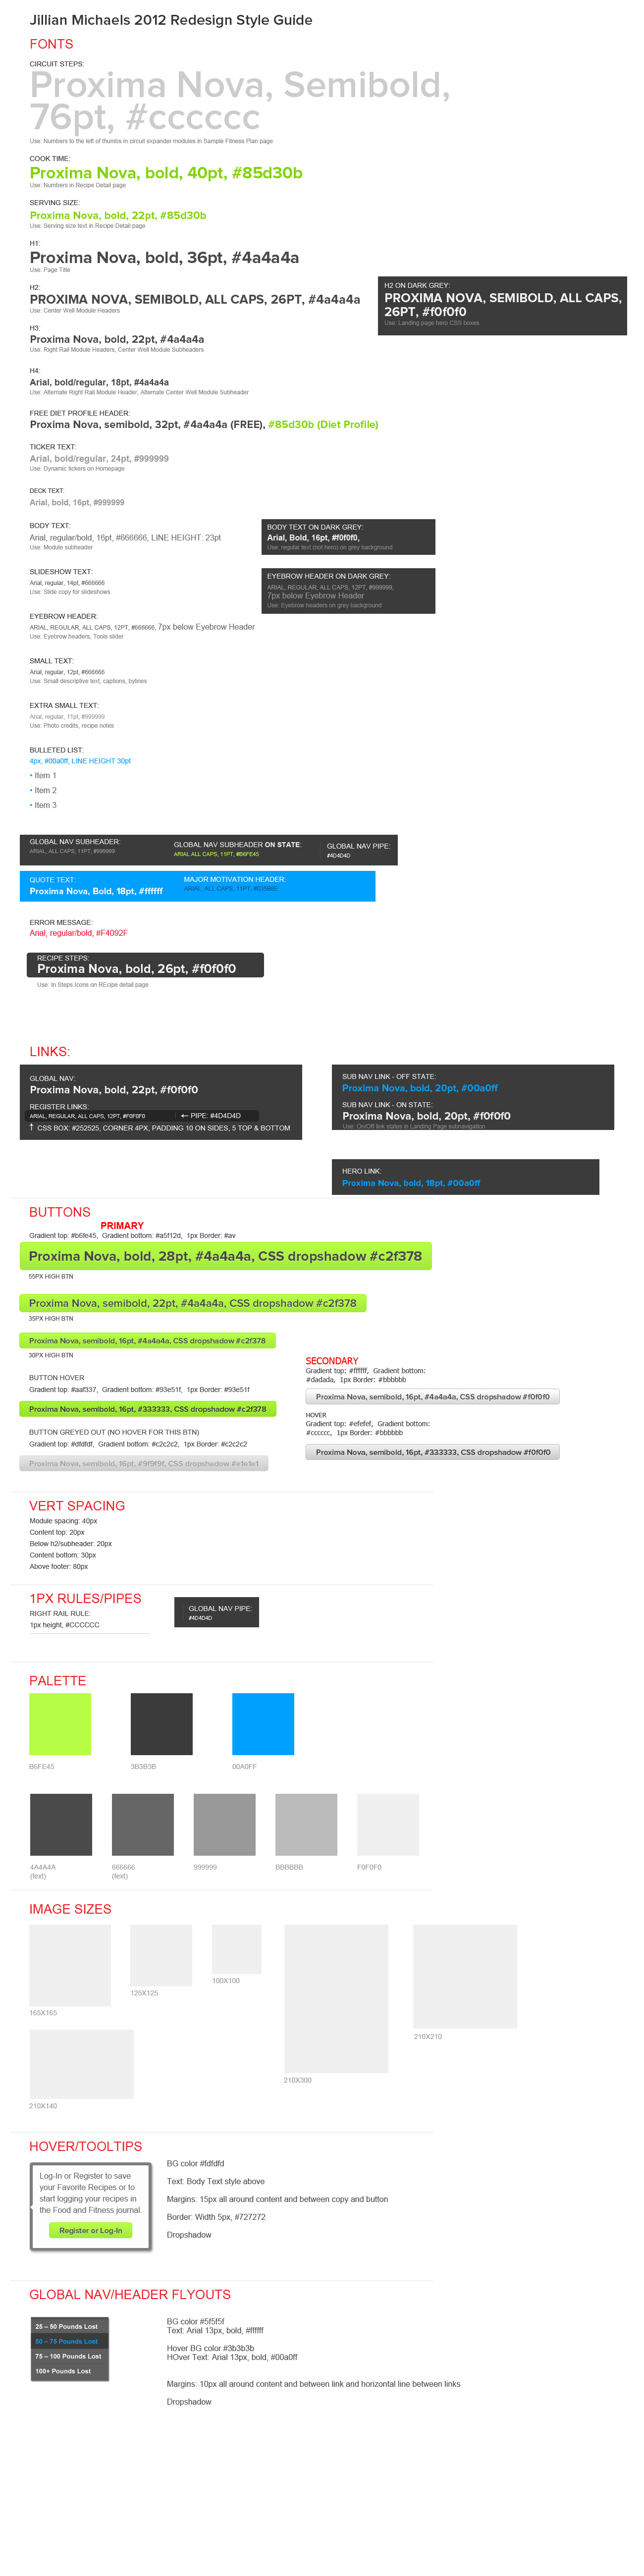 Jillian Michaels 2012 Redesign Style Guide
FONTS
CIRCUIT STEPS:
Proxima Nova, Semibold,
76pt, #cccccc
Use: Numbers to the left of thumbs in circuit expander modules in Sample Fitness Plan page
COOK TIME:
Proxima Nova, bold, 40pt, #85d30b
Use: Numbers in Recipe Detail page
SERVING SIZE:
Proxima Nova, bold, 22pt, #85d30b
Use: Serving size text in Recipe Detail page
H1:
Proxima Nova, bold, 36pt, #4a4a4a
Use: Page Title
H2:
PROXIMA NOVA, SEMIBOLD, ALL CAPS, 26PT, #4a4a4a
Use: Center Well Module Headers
H2 ON DARK GREY:
PROXIMA NOVA, SEMIBOLD, ALL CAPS,
26PT, #f0f0f0
Use: Landing page hero CSS boxes
H3:
Proxima Nova, bold, 22pt, #4a4a4a
Use: Right Rail Module Headers, Center Well Module Subheaders
H4:
Arial, bold/regular, 18pt, #4a4a4a
Use: Alternate Right Rail Module Header, Alternate Center Well Module Subheader
FREE DIET PROFILE HEADER:
Proxima Nova, semibold, 32pt, #4a4a4a (FREE), #85d30b (Diet Profile)
TICKER TEXT:
Arial, bold/regular, 24pt, #999999
Use: Dynamic tickers on Homepage
DECK TEXT:
Arial, bold, 16pt, #999999
BODY TEXT:
Arial, regular/bold, 16pt, #666666, LINE HEIGHT: 23pt
Use: Module subheader
BODY TEXT ON DARK GREY:
Arial, Bold, 16pt, #f0f0f0,
Use: regular text (not hero) on grey background
SLIDESHOW TEXT:
Arial, regular, 14pt, #666666
Use: Slide copy for slideshows
EYEBROW HEADER ON DARK GREY:
ARIAL, REGULAR, ALL CAPS, 12PT, #999999,
7px below Eyebrow Header
Use: Eyebrow headers on grey background
EYEBROW HEADER:
ARIAL, REGULAR, ALL CAPS, 12PT, #666666, 7px below Eyebrow Header
Use: Eyebrow headers, Tools slider
SMALL TEXT:
Arial, regular, 12pt, #666666
Use: Small descriptive text, captions, bylines
EXTRA SMALL TEXT:
Arial, regular, 11pt, #999999
Use: Photo credits, recipe notes
BULLETED LIST:
4px, #00a0ff, LINE HEIGHT 30pt
• Item 1
• Item 2
• Item 3
GLOBAL NAV SUBHEADER:
ARIAL, ALL CAPS, 11PT, #999999
GLOBAL NAV SUBHEADER ON STATE:
ARIAL ALL CAPS, 11PT, #B6FE45
GLOBAL NAV PIPE:
#4D4D4D
QUOTE TEXT:
Proxima Nova, Bold, 18pt, #ffffff
MAJOR MOTIVATION HEADER:
ARIAL, ALL CAPS, 11PT,
ERROR MESSAGE:
Arial, regular/bold, #F4092F
RECIPE STEPS:
Proxima Nova, bold, 26pt, #f0f0f0
Use: In Steps Icons on REcipe detail page
LINKS:
GLOBAL NAV:
Proxima Nova, bold, 22pt, #f0f0f0
REGISTER LINKS:
ARIAL, REGULAR, ALL CAPS, 12PT, #F0F0F0
← PIPE: #4D4D4D
↑ CSS BOX: #252525, CORNER 4PX, PADDING 10 ON SIDES, 5 TOP & BOTTOM
SUB NAV LINK - OFF STATE:
Proxima Nova, bold, 20pt, #00a0ff
SUB NAV LINK - ON STATE:
Proxima Nova, bold, 20pt, #f0f0f0
Use: On/Off link states in Landing Page subnavigation
HERO LINK:
Proxima Nova, bold, 18pt, #00a0ff
BUTTONS
PRIMARY
Gradient top: #b6fe45, Gradient bottom: #a5f12d, 1px Border: #av
Proxima Nova, bold, 28pt, #4a4a4a, CSS dropshadow #c2f378
55PX HIGH BTN
Proxima Nova, semibold, 22pt, #4a4a4a, CSS dropshadow #c2f378
35PX HIGH BTN
Proxima Nova, semibold, 16pt, #4a4a4a, CSS dropshadow #c2f378
30PX HIGH BTN
BUTTON HOVER
Gradient top: #aaf337, Gradient bottom: #93e51f, 1px Border: #93e51f
Proxima Nova, semibold, 16pt, #333333, CSS dropshadow #c2f378
BUTTON GREYED OUT (NO HOVER FOR THIS BTN)
Gradient top: #dfdfdf, Gradient bottom: #c2c2c2, 1px Border: #c2c2c2
Proxima Nova, semibold, 16pt, #9f9f9f, CSS dropshadow #e1e1e1
SECONDARY
Gradient top: #ffffff, Gradient bottom:
#dadada, 1px Border: #bbbbbb
Proxima Nova, semibold, 16pt, #4a4a4a, CSS dropshadow #f0f0f0
HOVER
Gradient top: #efefef, Gradient bottom:
#cccccc, 1px Border: #bbbbbb
Proxima Nova, semibold, 16pt, #333333, CSS dropshadow #f0f0f0
VERT SPACING
Module spacing: 40px
Content top: 20px
Below h2/subheader: 20px
Content bottom: 30px
Above footer: 80px
1PX RULES/PIPES
RIGHT RAIL RULE:
1px height, #CCCCCC
GLOBAL NAV PIPE:
#4D4D4D
PALETTE
B6FE45
3B3B3B
00A0FF
4A4A4A
(text)
666666
(text)
999999
BBBBBB
F0F0F0
IMAGE SIZES
165X165
125X125
100X100
210X300
210X210
210X140
HOVER/TOOLTIPS
Log-In or Register to save
your Favorite Recipes or to
start logging your recipes in
the Food and Fitness journal.
Register or Log-In
BG color #fdfdfd
Text: Body Text style above
Margins: 15px all around content and between copy and button
Border: Width 5px, #727272
Dropshadow
GLOBAL NAV/HEADER FLYOUTS
25 – 50 Pounds Lost
50 – 75 Pounds Lost
75 – 100 Pounds Lost
100+ Pounds Lost
BG color #5f5f5f
Text: Arial 13px, bold, #ffffff
Hover BG color #3b3b3b
HOver Text: Arial 13px, bold, #00a0ff
Margins: 10px all around content and between link and horizontal line between links
Dropshadow